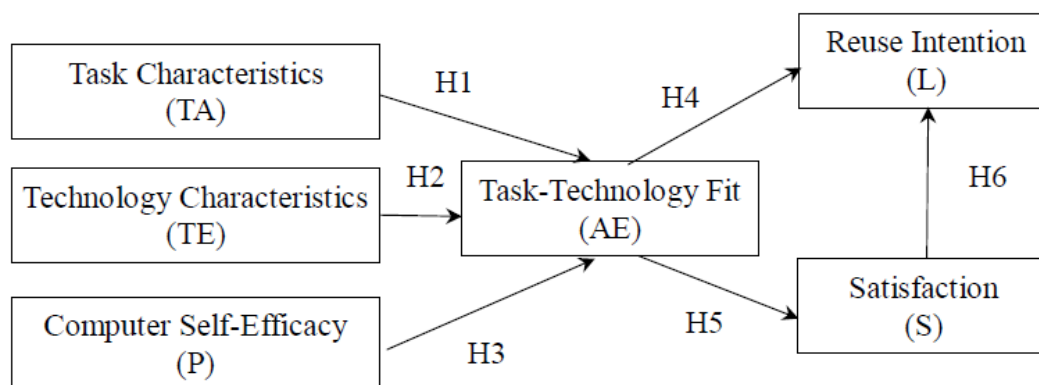 Task Characteristics
(TA)
H1
Technology Characteristics
(TE)
H2
Computer Self-Efficacy
(P)
H3
Task-Technology Fit
(AE)
H4
H5
Reuse Intention
(L)
H6
Satisfaction
(S)